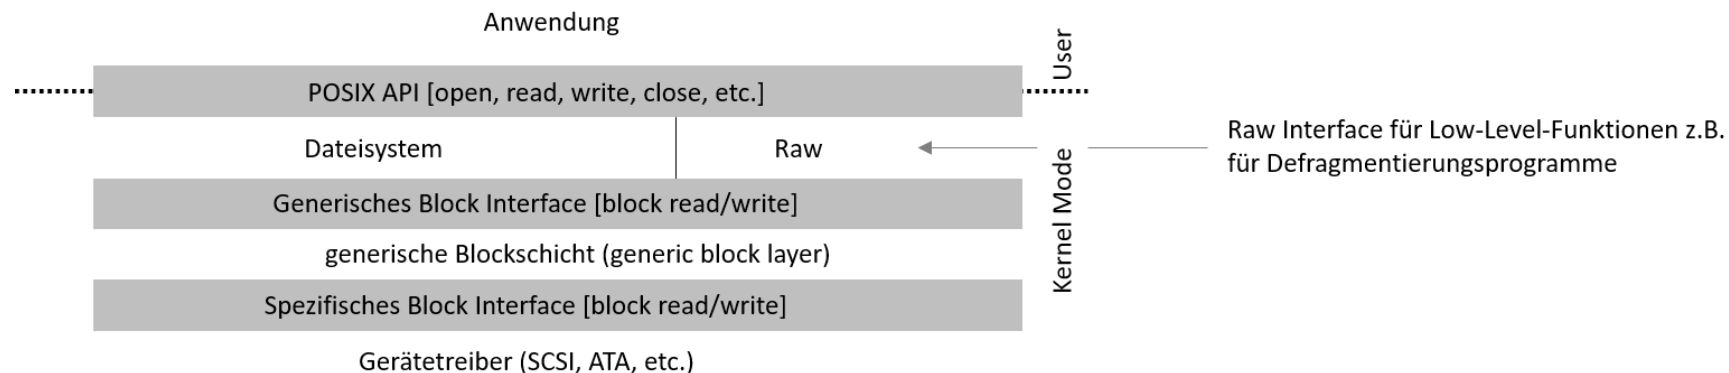 Anwendung
User
POSIX API [open, read, write, close, etc.]
Dateisystem
Raw
Raw Interface für Low-Level-Funktionen z.B.
für Defragmentierungsprogramme
Kernel Mode
Generisches Block Interface [block read/write]
generische Blockschicht (generic block layer)
Spezifisches Block Interface [block read/write]
Gerätetreiber (SCSI, ATA, etc.)